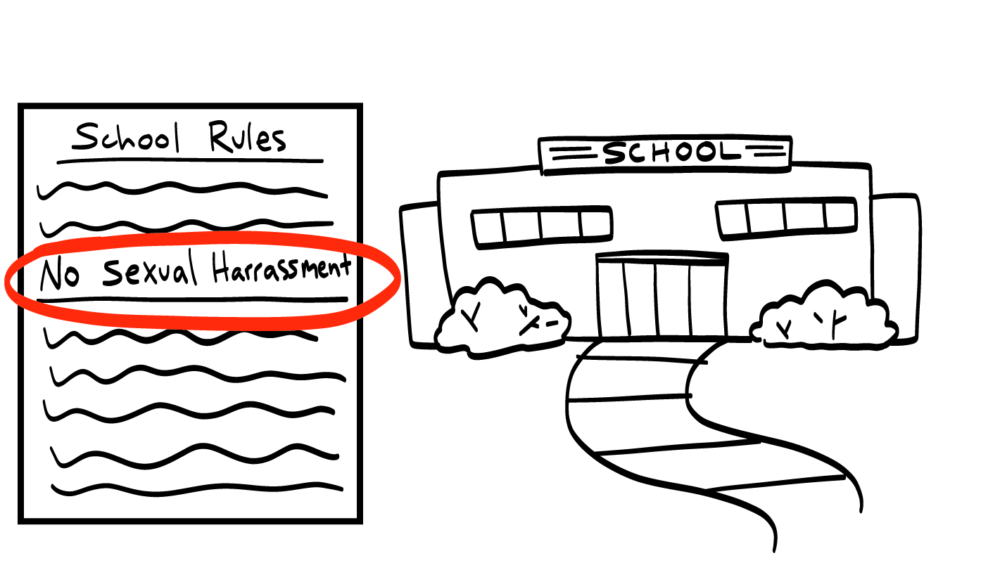 School Rules
No Sexual Harrassment
SCHOOL